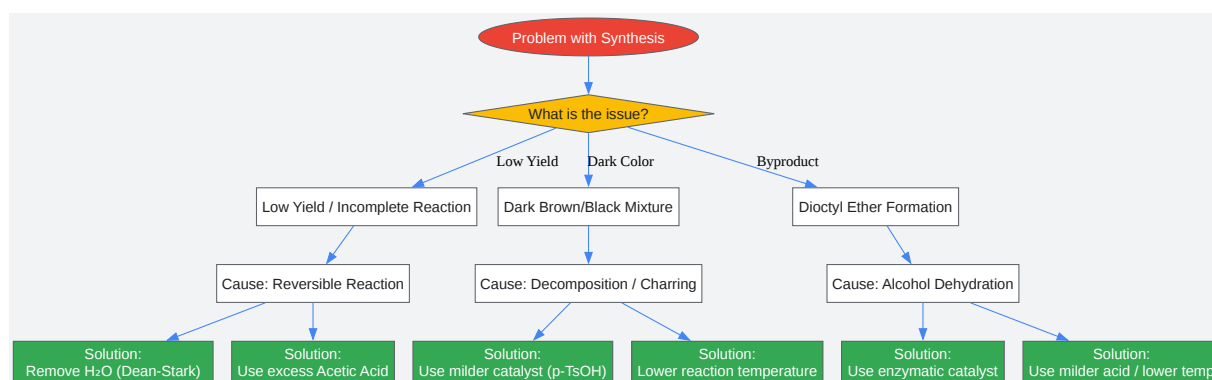 Problem with Synthesis
What is the issue?
Low Yield
Dark Color
Byproduct
Low Yield / Incomplete Reaction
Dark Brown/Black Mixture
Dioctyl Ether Formation
Cause: Reversible Reaction
Cause: Decomposition / Charring
Cause: Alcohol Dehydration
Solution:
Remove H₂O (Dean-Stark)
Solution:
Use excess Acetic Acid
Solution:
Use milder catalyst (p-TsOH)
Solution:
Lower reaction temperature
Solution:
Use enzymatic catalyst
Solution:
Use milder acid / lower temp